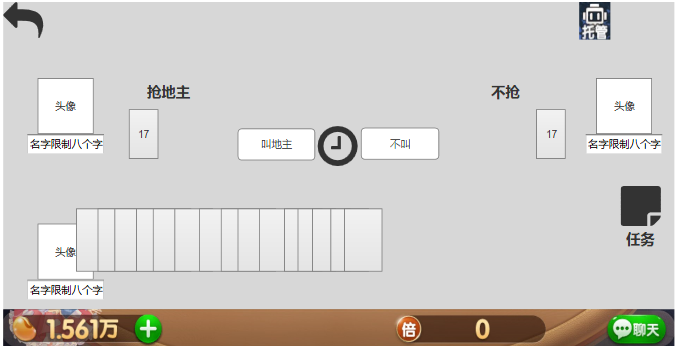 托管
抢地主
不抢
头像
头像
17
17
名字限制八个字
名字限制八个字
叫地主
不叫
任务
头像
名字限制八个字
1.561万
倍
0
聊天